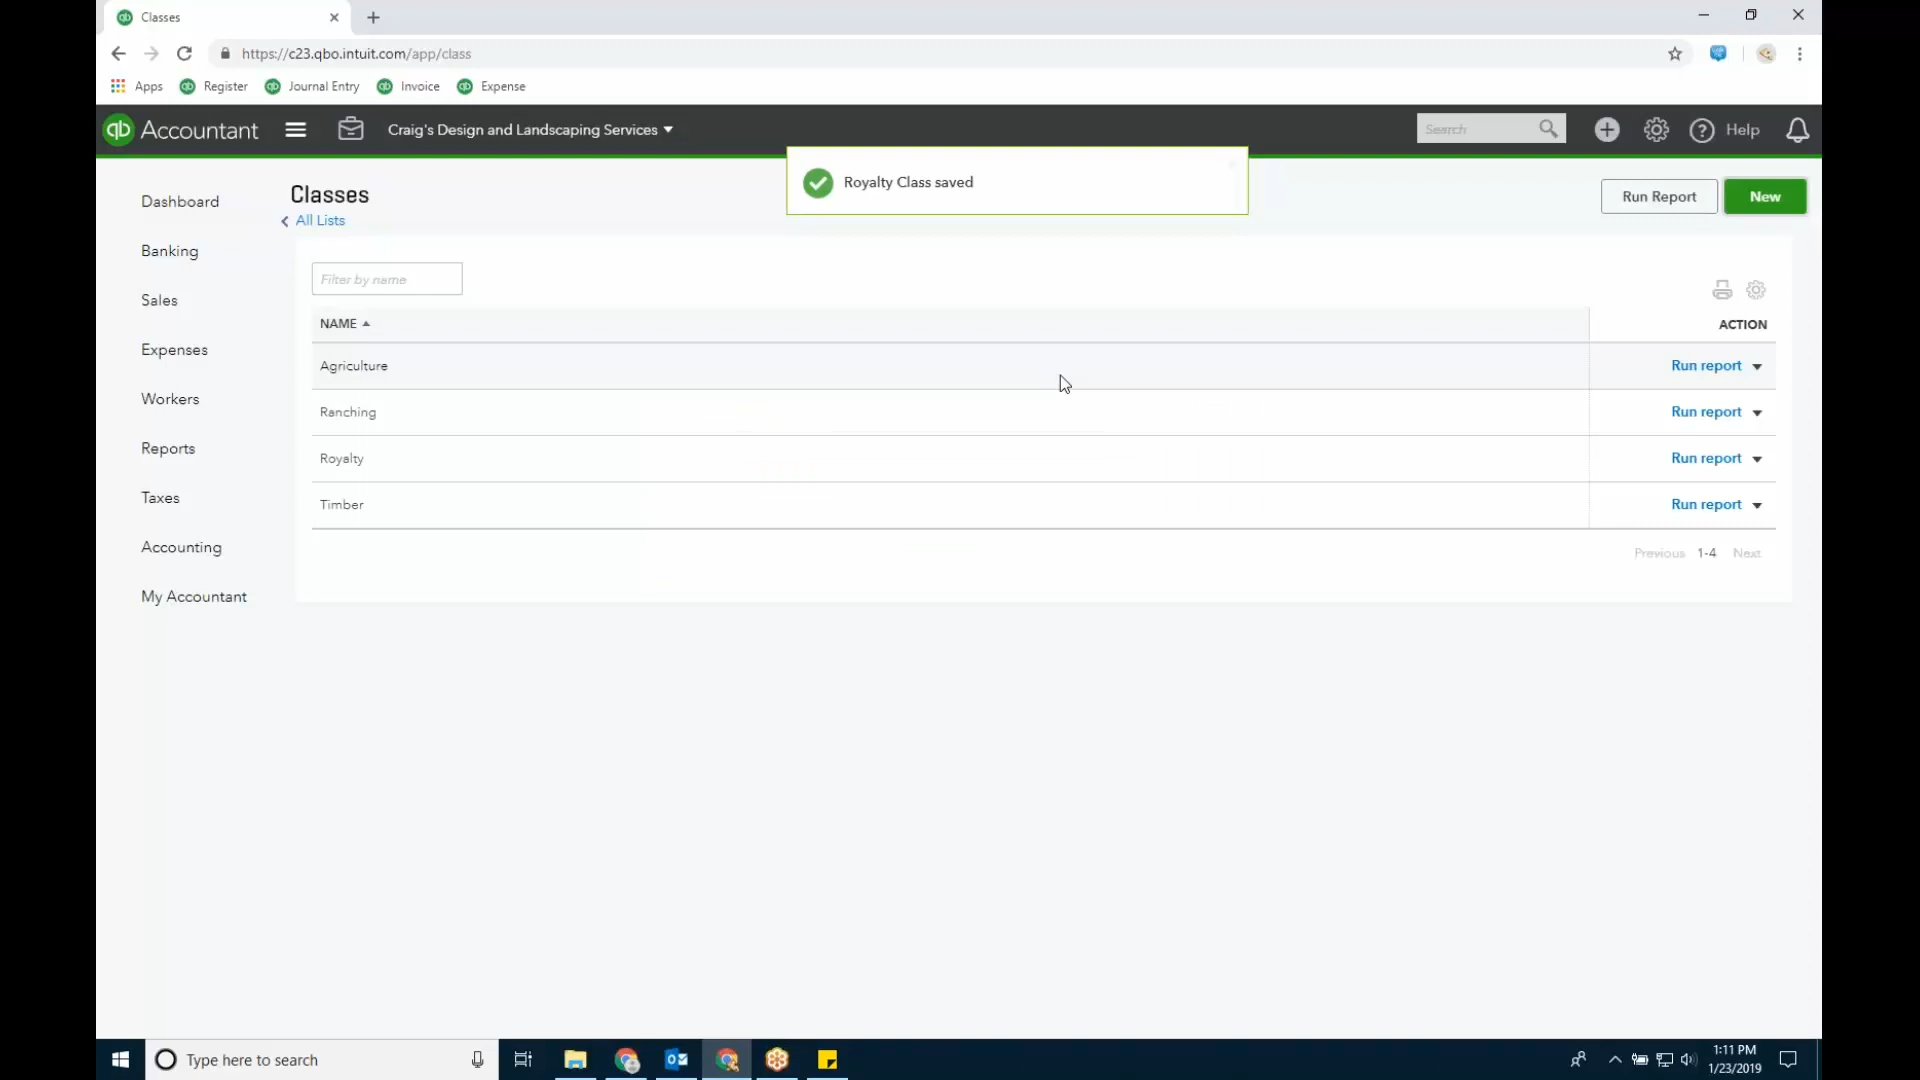 Classes
https://c23.qbo.intuit.com/app/class
Apps Register Journal Entry Invoice Expense
qb Accountant Craig's Design and Landscaping Services Search Help
Royalty Class saved
Classes
All Lists
Run Report New
Dashboard
Banking
Sales
Expenses
Workers
Reports
Taxes
Accounting
My Accountant
Filter by name
NAME ACTION
Agriculture Run report
Ranching Run report
Royalty Run report
Timber Run report
Previous 1-4 Next
Type here to search
1:11 PM
1/23/2019